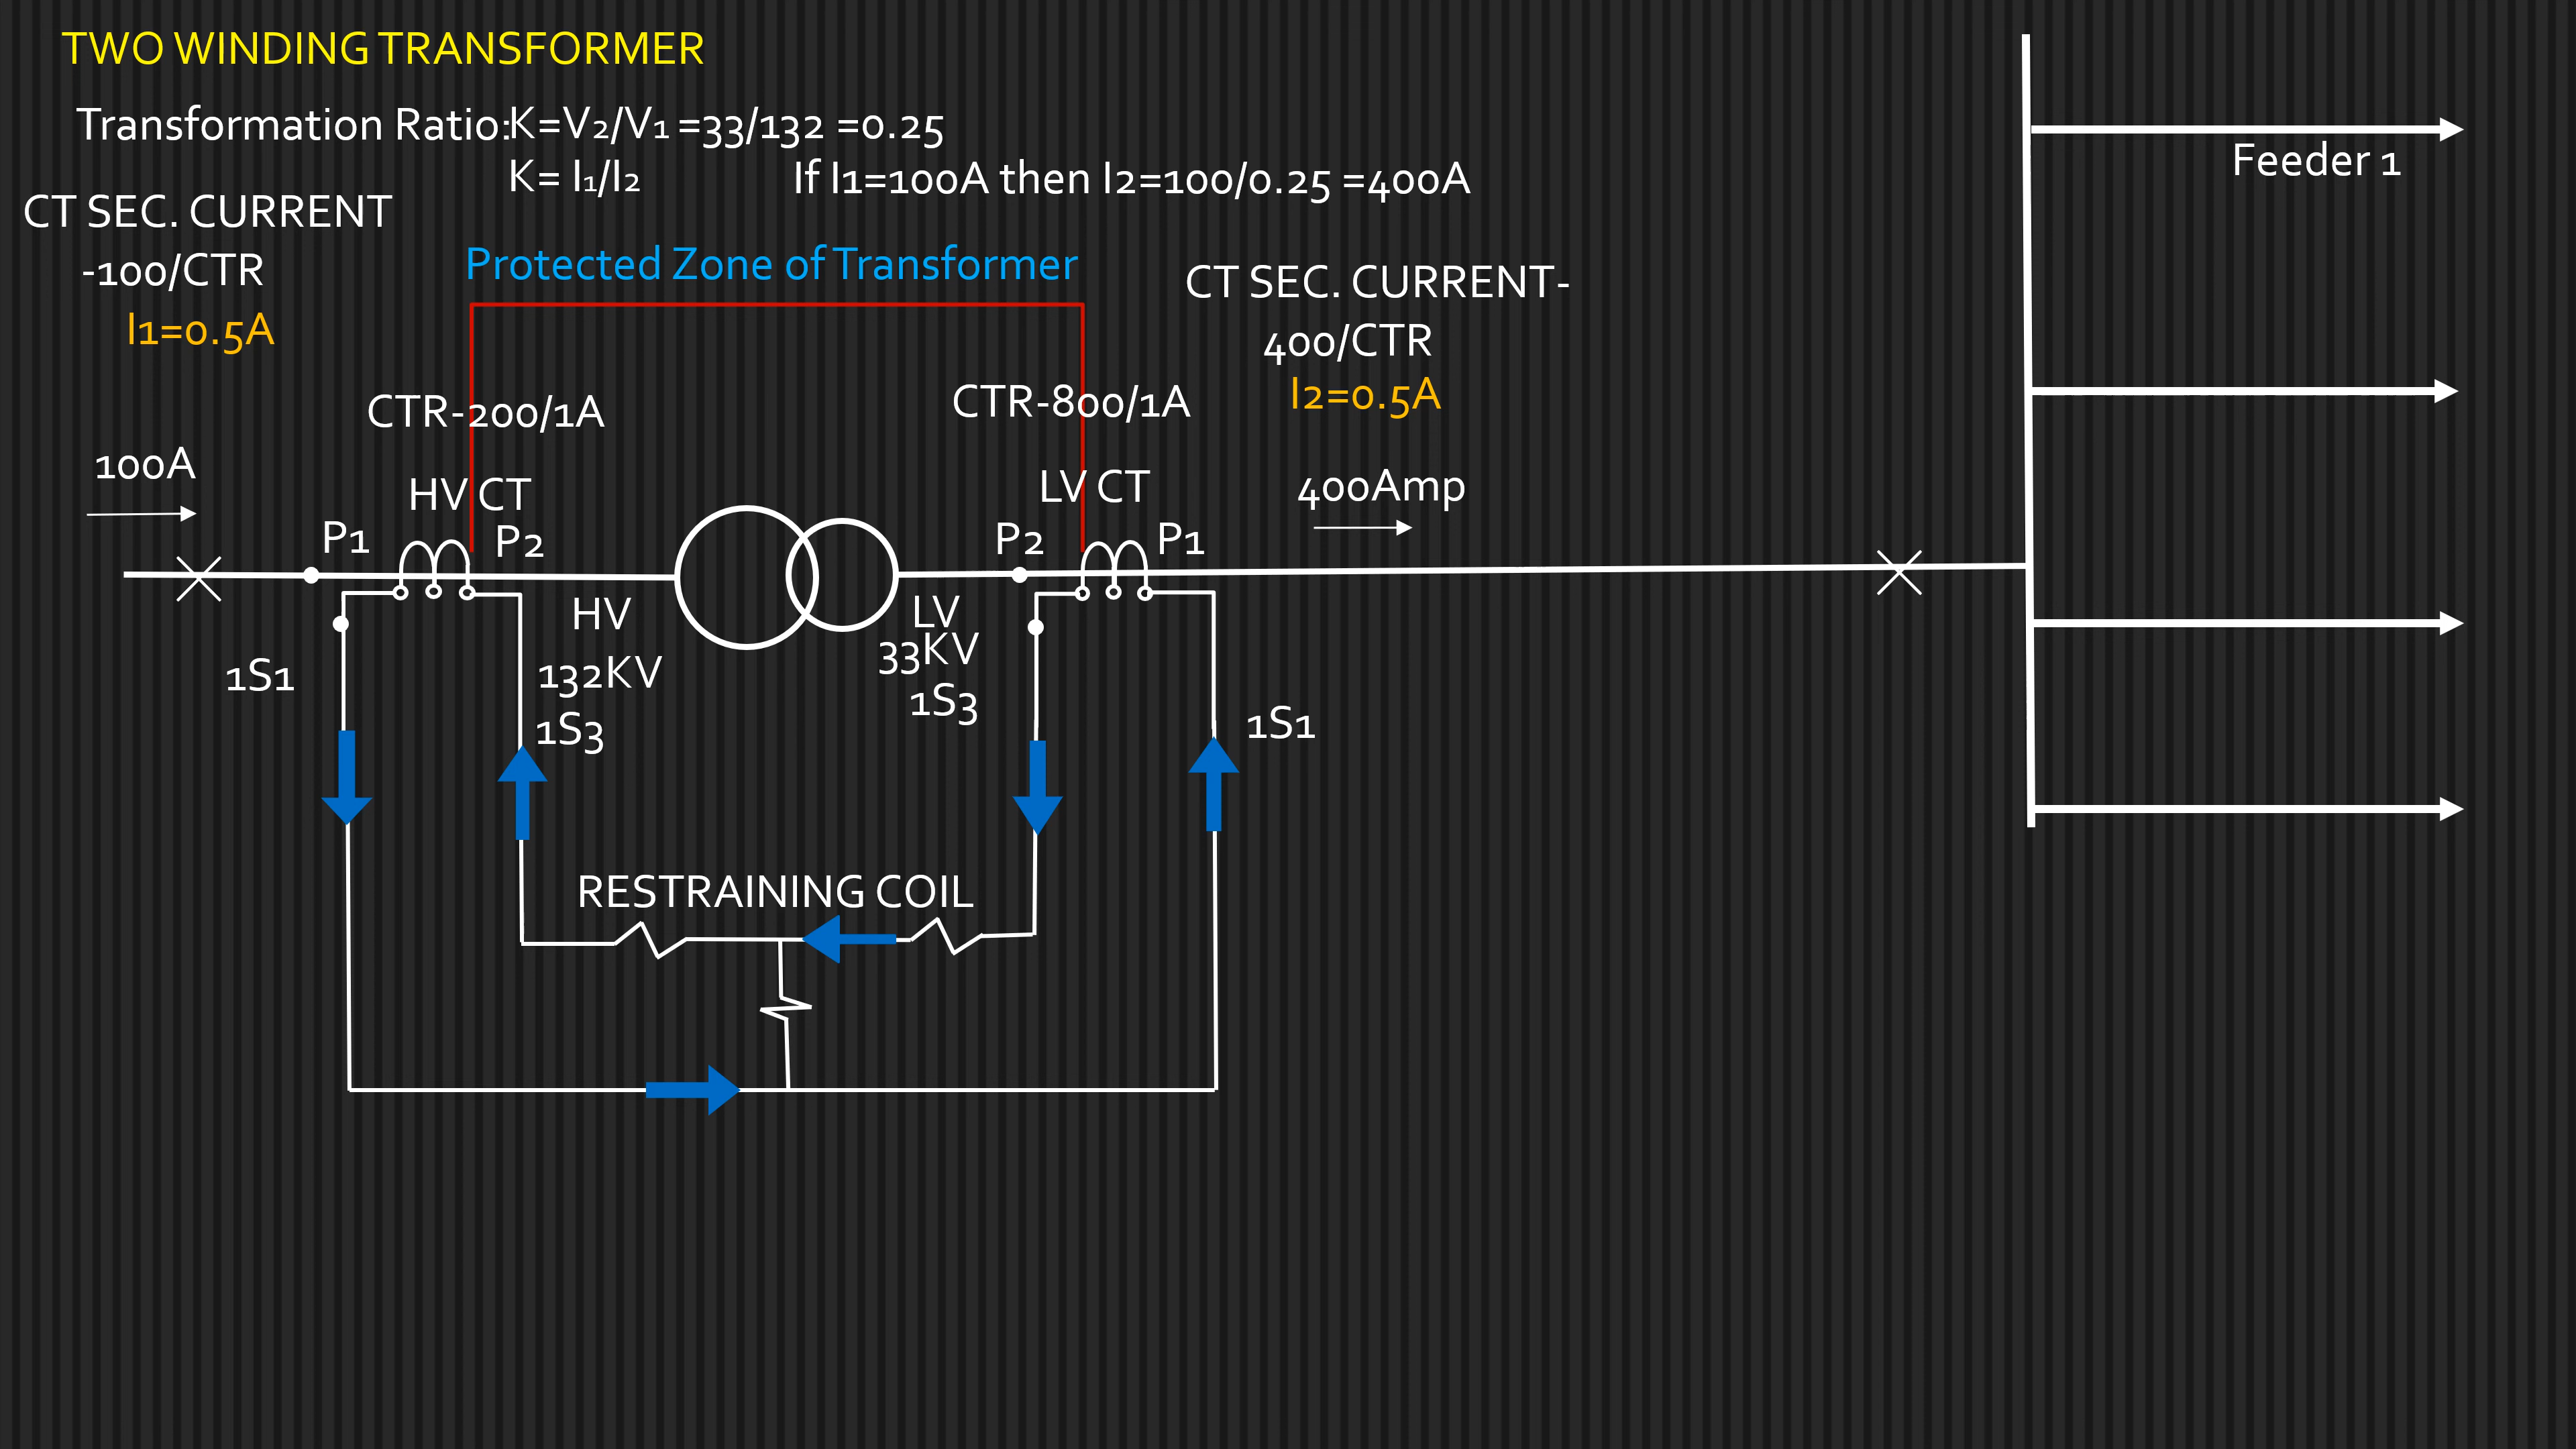 TWO WINDING TRANSFORMER
Transformation Ratio:K=V2/V1 =33/132 =0.25
K= I1/I2
If I1=100A then I2=100/0.25 =400A
Feeder 1
CT SEC. CURRENT
-100/CTR
I1=0.5A
Protected Zone of Transformer
CT SEC. CURRENT-
400/CTR
I2=0.5A
CTR-200/1A
CTR-800/1A
100A
HV CT
LV CT
400Amp
P1
P2
P2
P1
HV
132KV
1S3
LV
33KV
1S3
1S1
1S1
RESTRAINING COIL